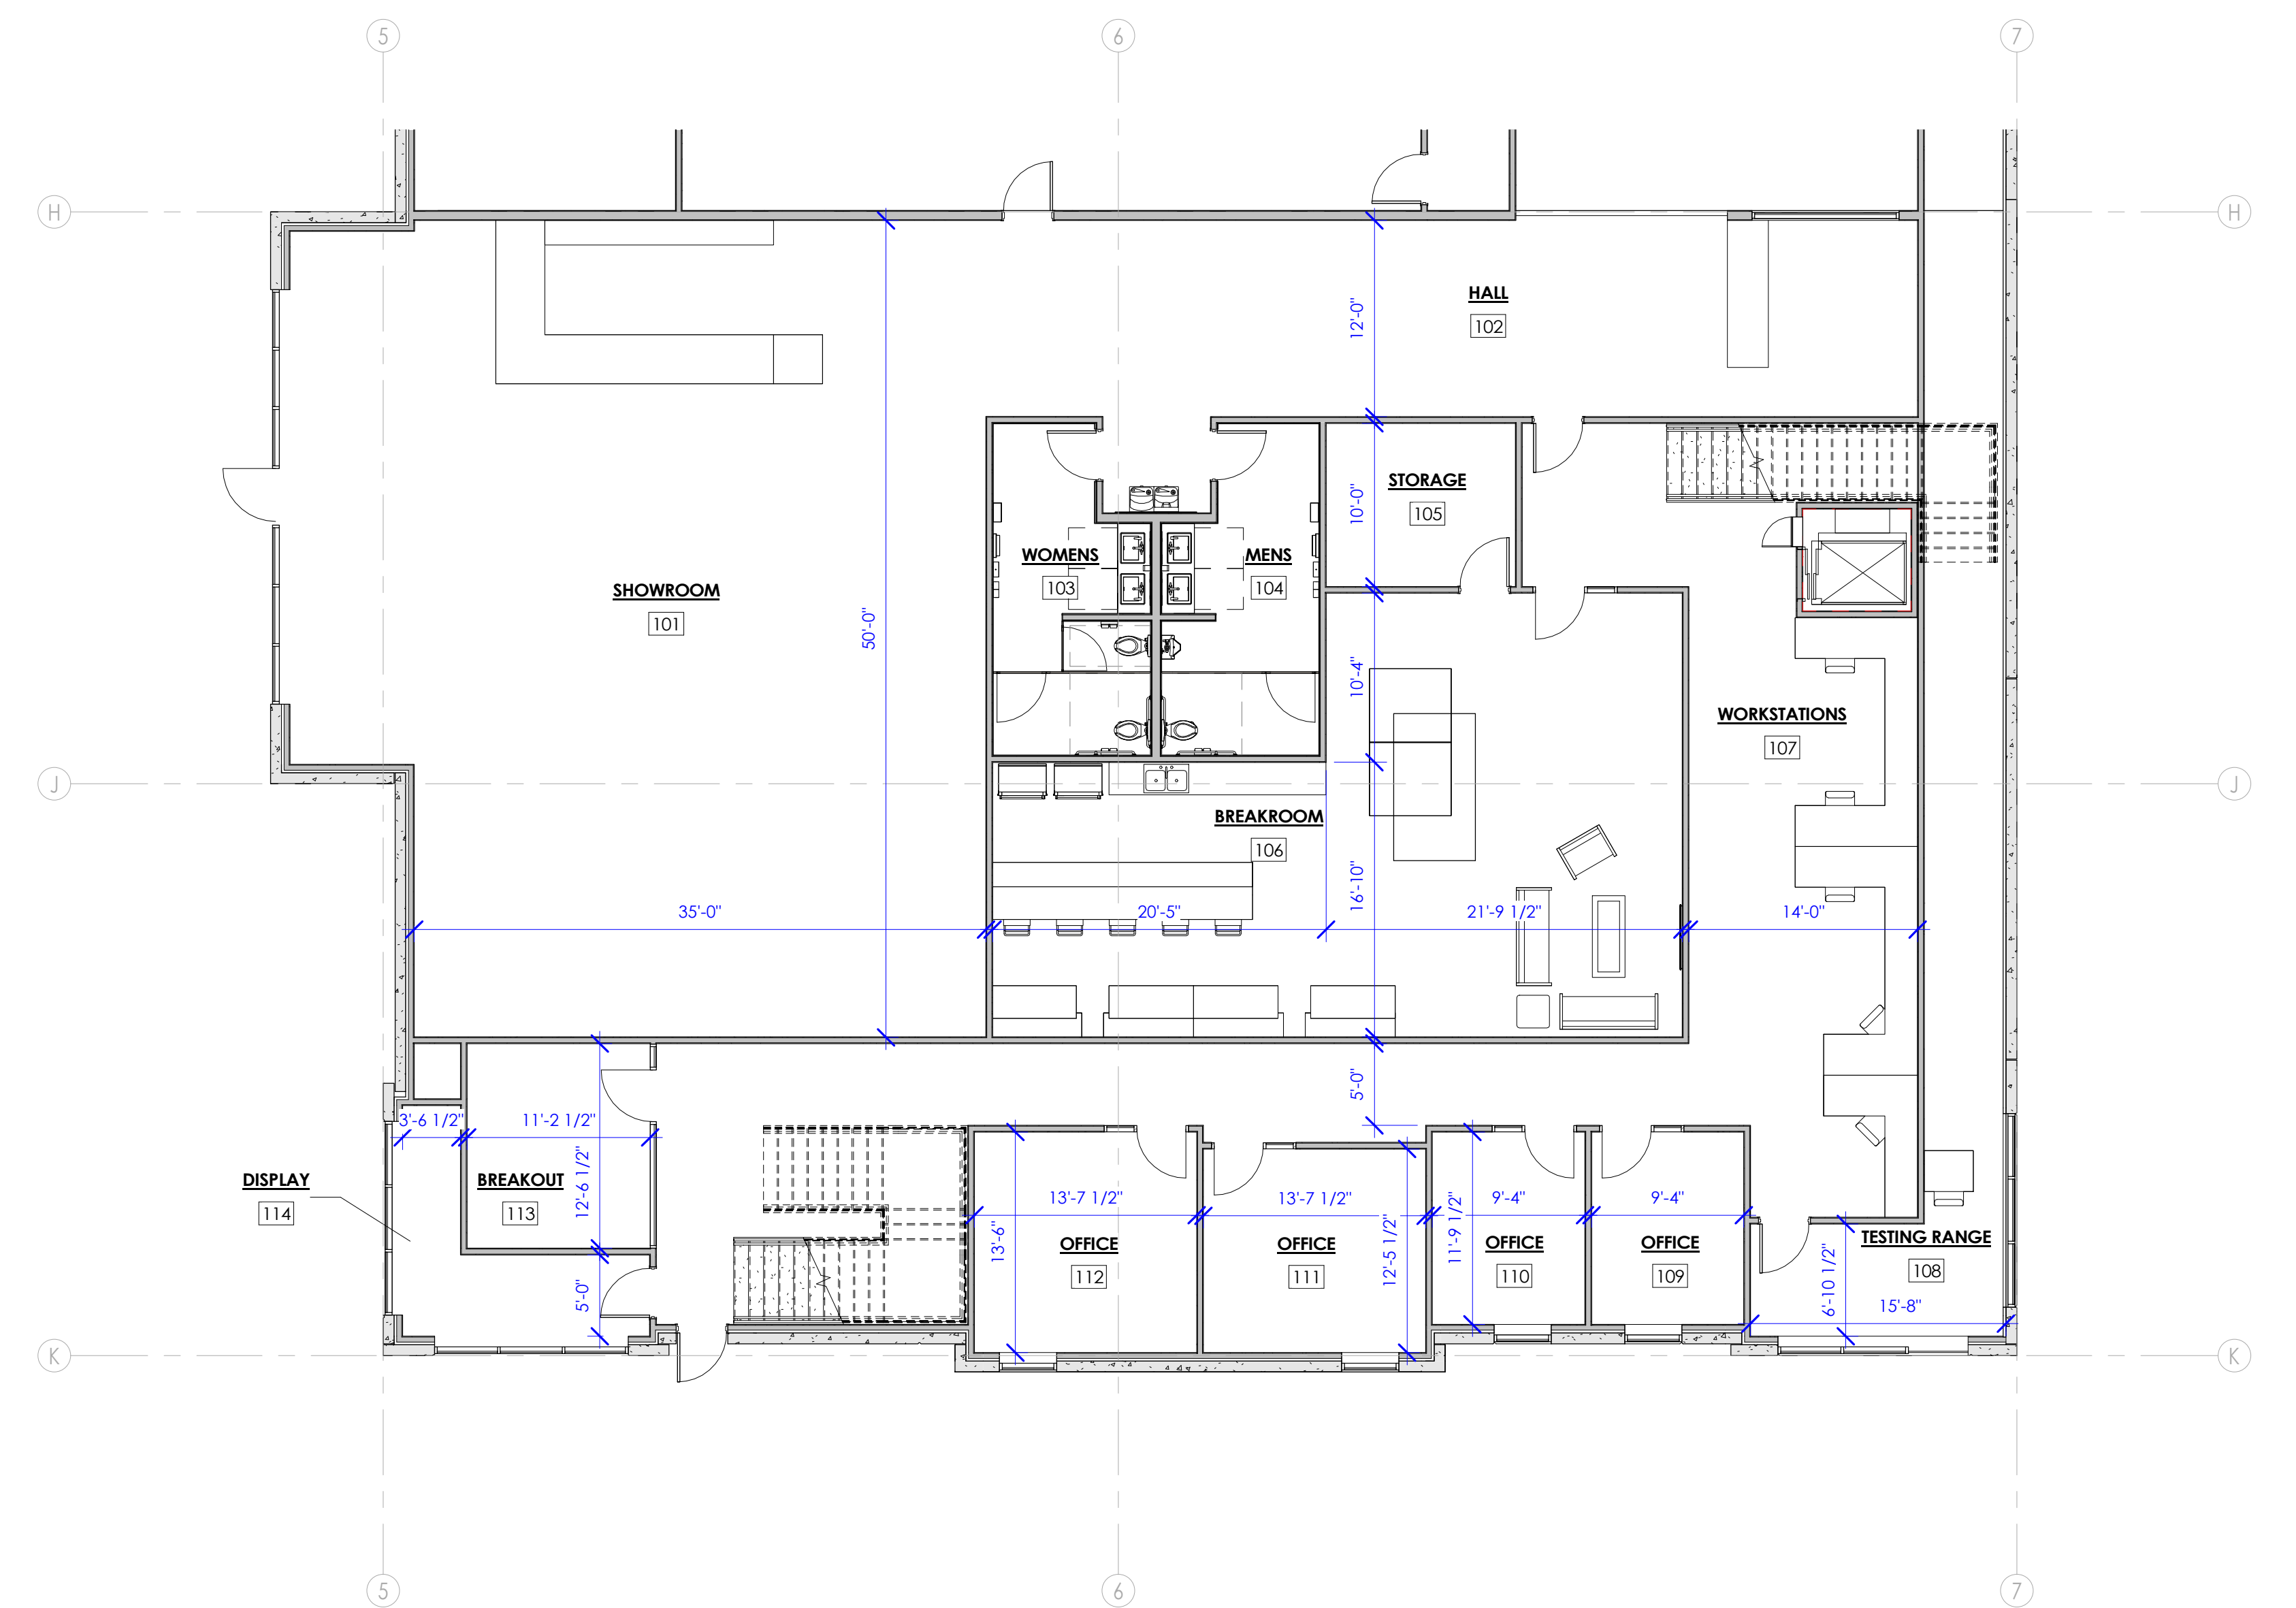 5
6
7
H
H
HALL
102
12'-0"
STORAGE
105
10'-0"
WOMENS
103
MENS
104
SHOWROOM
101
50'-0"
10'-4"
WORKSTATIONS
107
J
J
BREAKROOM
106
16'-10"
35'-0"
20'-5"
21'-9 1/2"
14'-0"
5'-0"
3'-6 1/2"
11'-2 1/2"
DISPLAY
114
BREAKOUT
113
12'-6 1/2"
5'-0"
13'-7 1/2"
13'-6"
OFFICE
112
13'-7 1/2"
12'-5 1/2"
OFFICE
111
11'-9 1/2"
9'-4"
OFFICE
110
9'-4"
OFFICE
109
TESTING RANGE
108
6'-10 1/2"
15'-8"
K
K
5
6
7